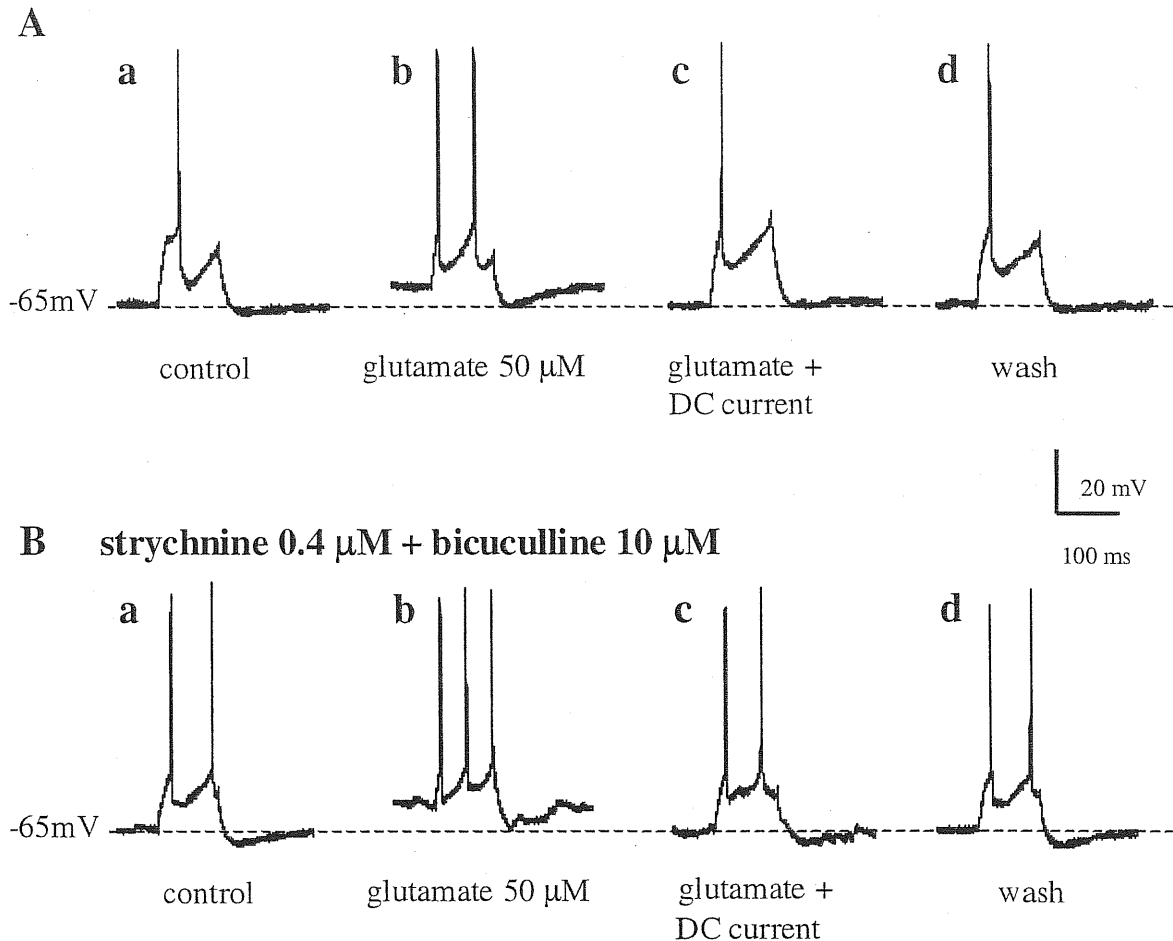 A
a b c d
-65mV
control glutamate 50 μM glutamate + wash
DC current
20 mV
100 ms
B strychnine 0.4 μM + bicuculline 10 μM
a b c d
-65mV
control glutamate 50 μM glutamate + wash
DC current